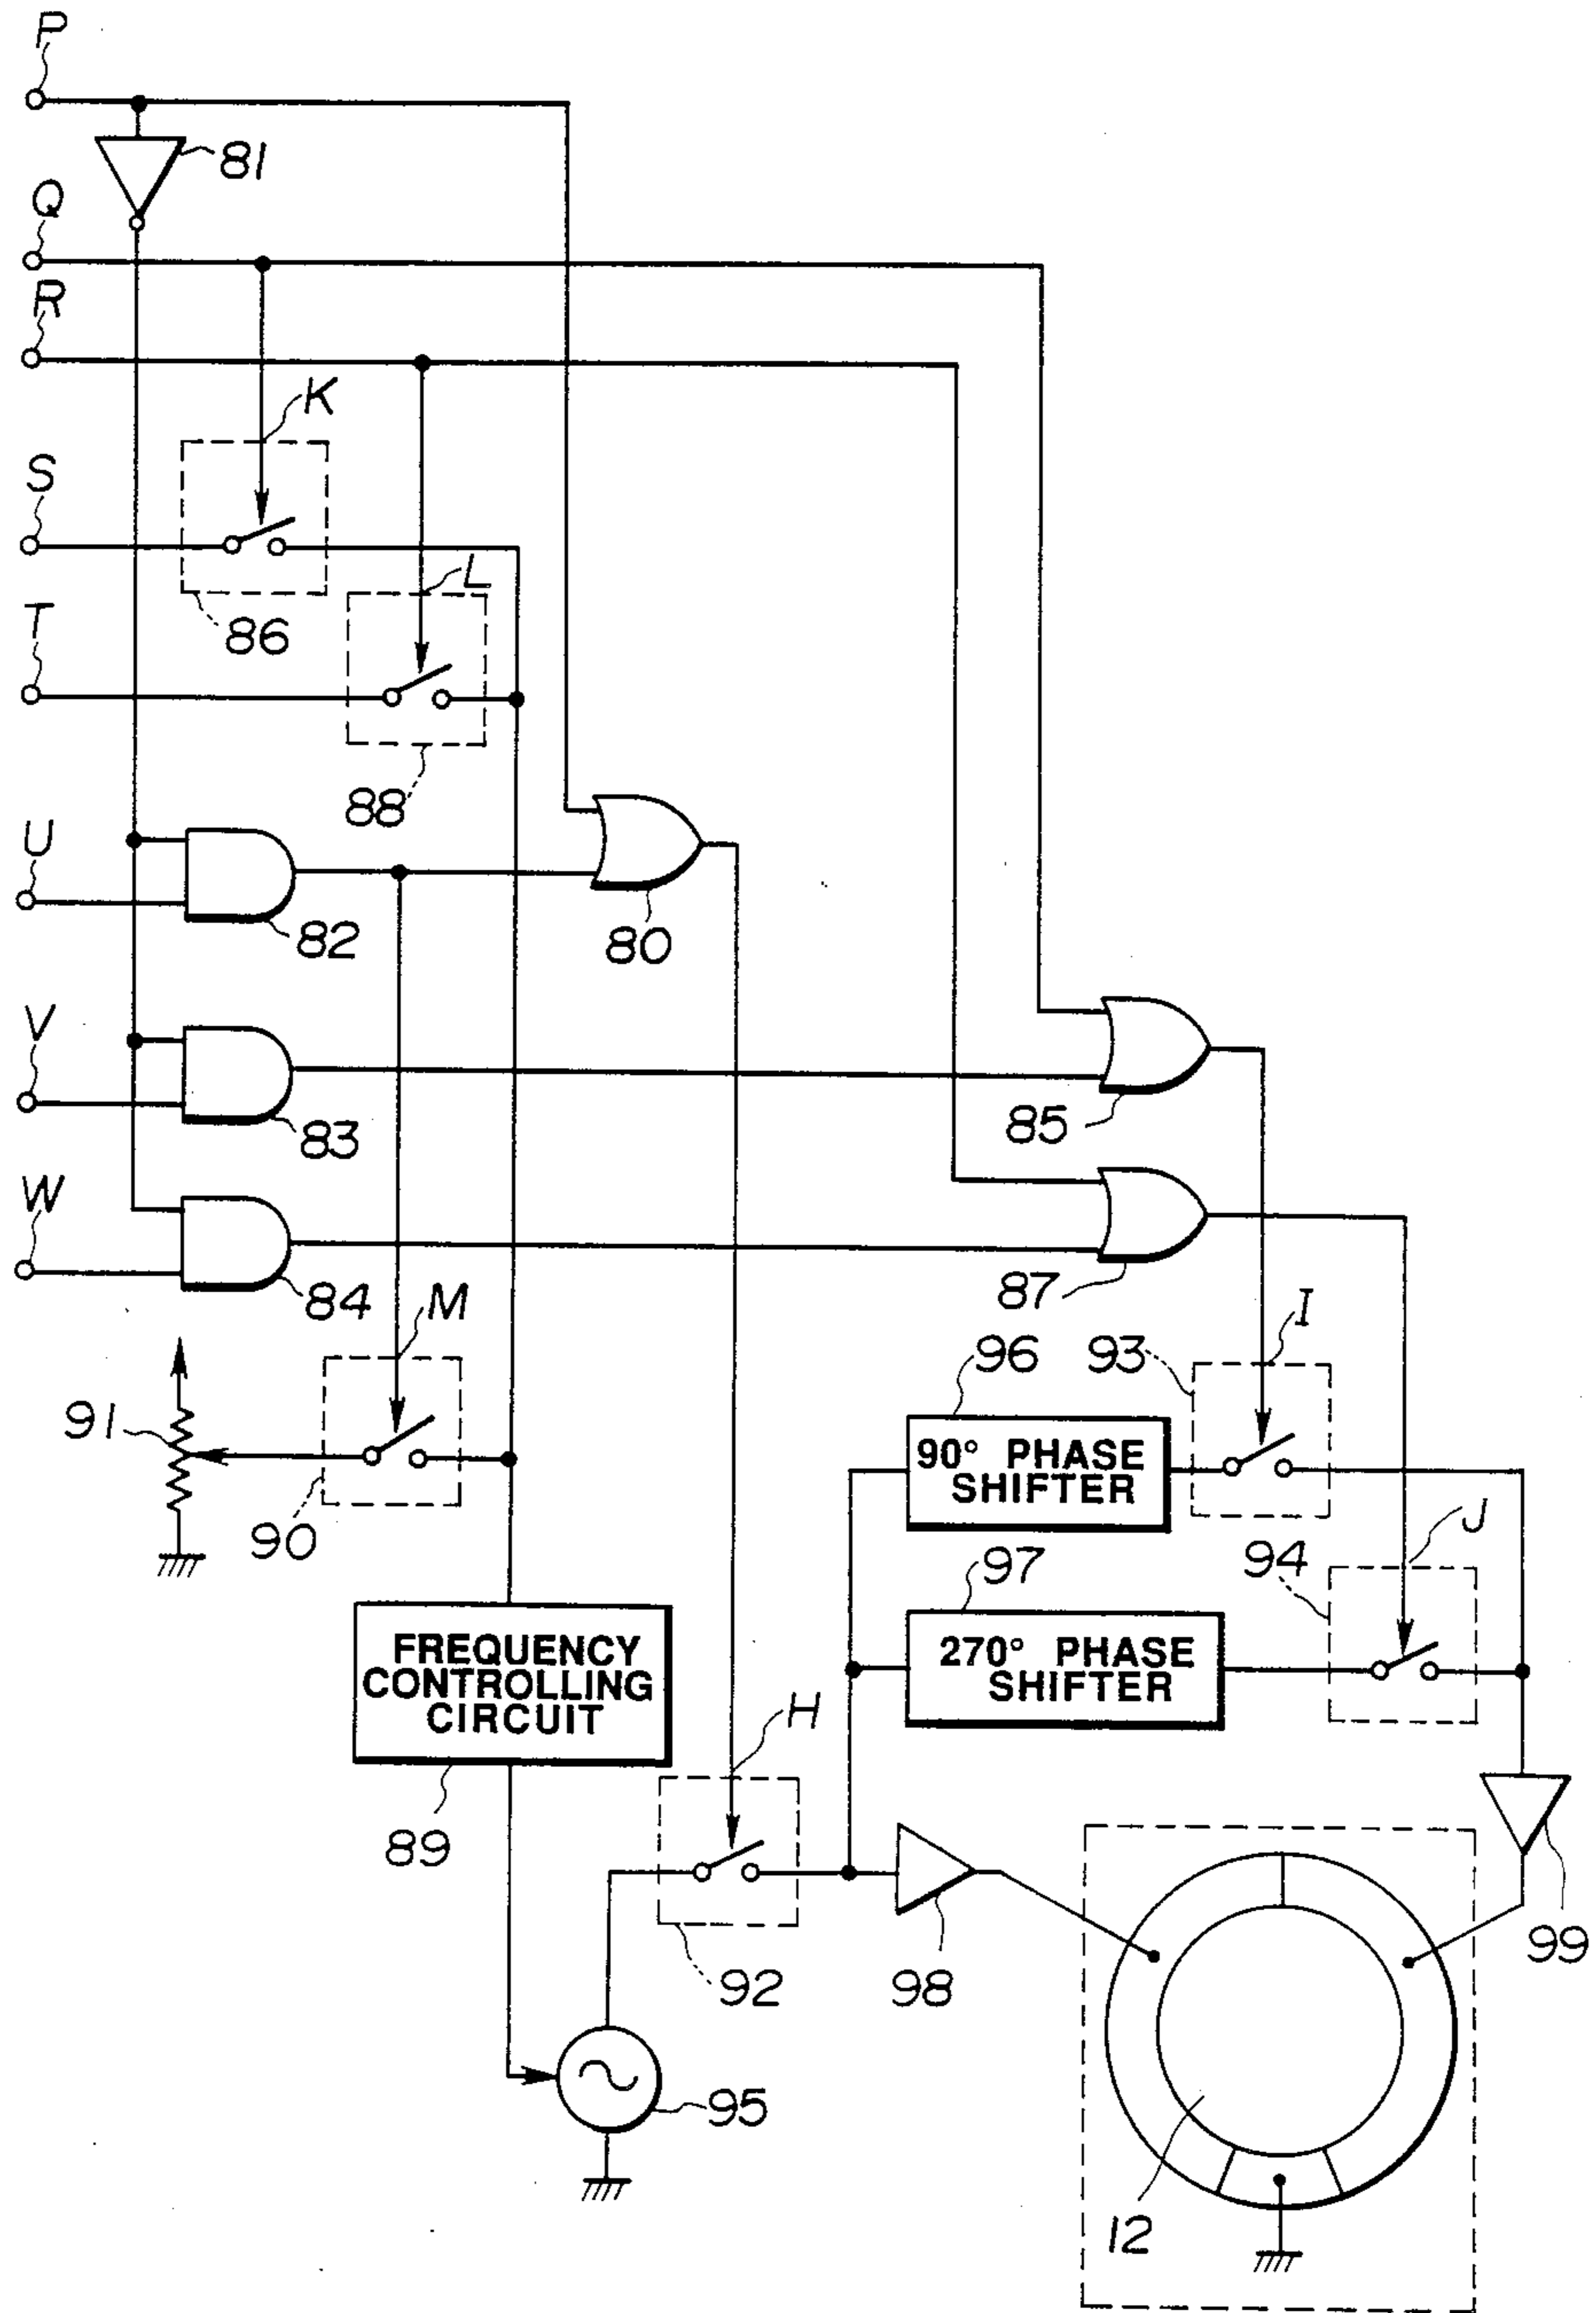 P
81
Q
R
K
S
L
86
T
88
U
82
80
V
83
85
W
84
87
M
I
96
93
91
90° PHASE
SHIFTER
90
J
97
94
270° PHASE
SHIFTER
FREQUENCY
CONTROLLING
CIRCUIT
H
89
99
92
98
95
12